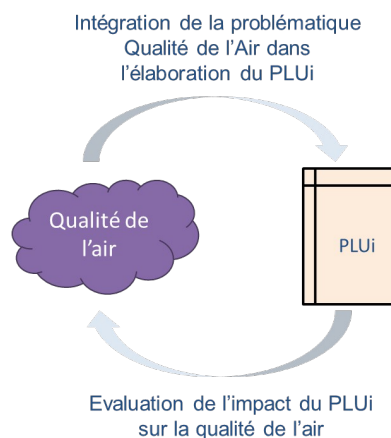 Intégration de la problématique
Qualité de l'Air dans
l'élaboration du PLUi
Qualité de
l'air
PLUi
Evaluation de l'impact du PLUi
sur la qualité de l'air